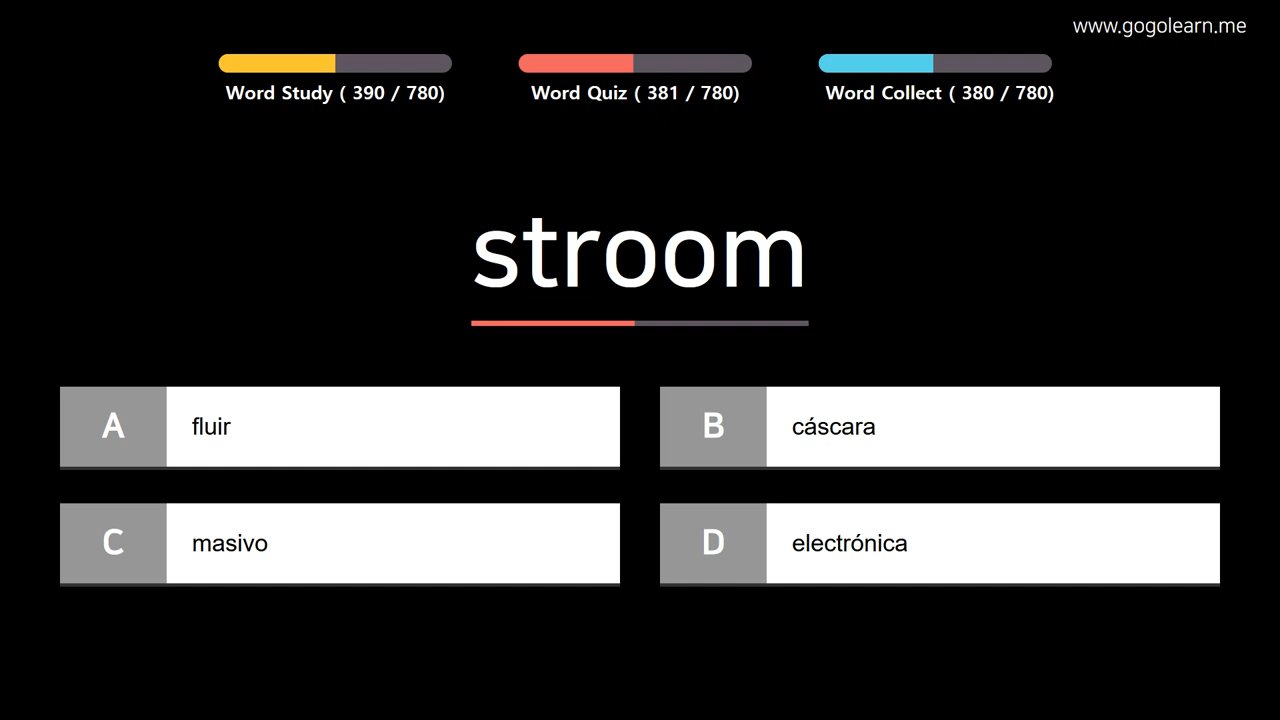 www.gogolearn.me
Word Study ( 390 / 780)
Word Quiz ( 381 / 780)
Word Collect ( 380 / 780)
stroom
A fluir
B cáscara
C masivo
D electrónica